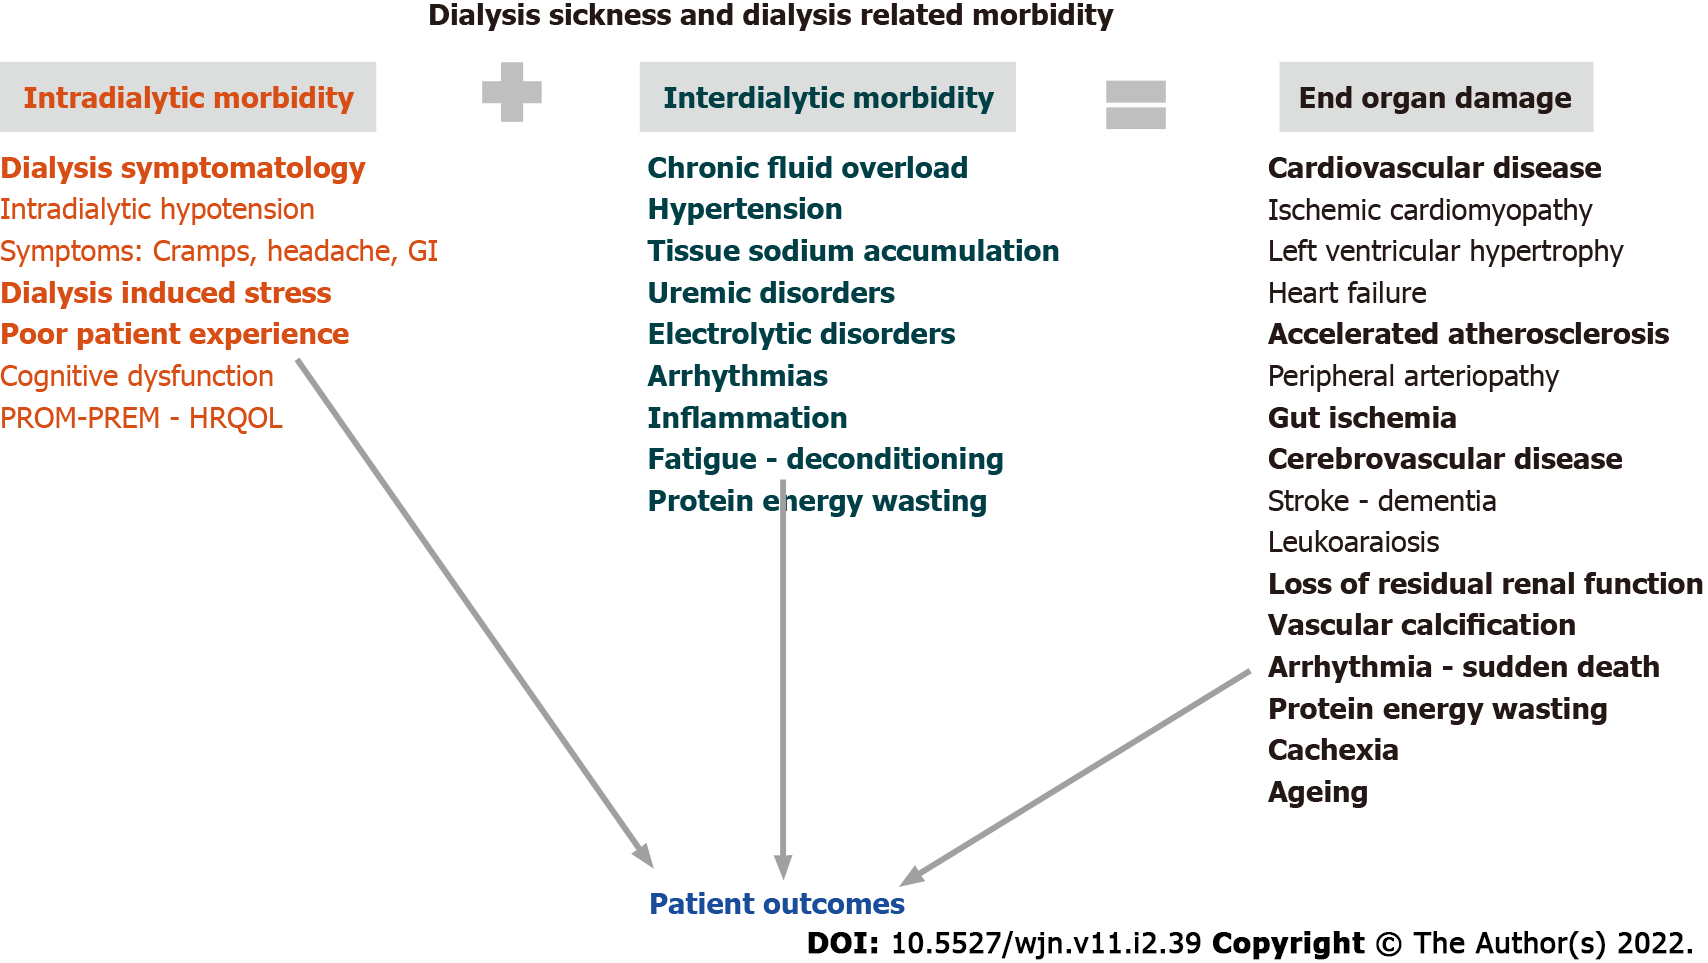 Dialysis sickness and dialysis related morbidity
Intradialytic morbidity
Dialysis symptomatology
Intradialytic hypotension
Symptoms: Cramps, headache, GI
Dialysis induced stress
Poor patient experience
Cognitive dysfunction
PROM-PREM - HRQOL
Interdialytic morbidity
Chronic fluid overload
Hypertension
Tissue sodium accumulation
Uremic disorders
Electrolytic disorders
Arrhythmias
Inflammation
Fatigue - deconditioning
Protein energy wasting
End organ damage
Cardiovascular disease
Ischemic cardiomyopathy
Left ventricular hypertrophy
Heart failure
Accelerated atherosclerosis
Peripheral arteriopathy
Gut ischemia
Cerebrovascular disease
Stroke - dementia
Leukoaraiosis
Loss of residual renal function
Vascular calcification
Arrhythmia - sudden death
Protein energy wasting
Cachexia
Ageing
Patient outcomes
DOI: 10.5527/wjn.v11.i2.39 Copyright © The Author(s) 2022.